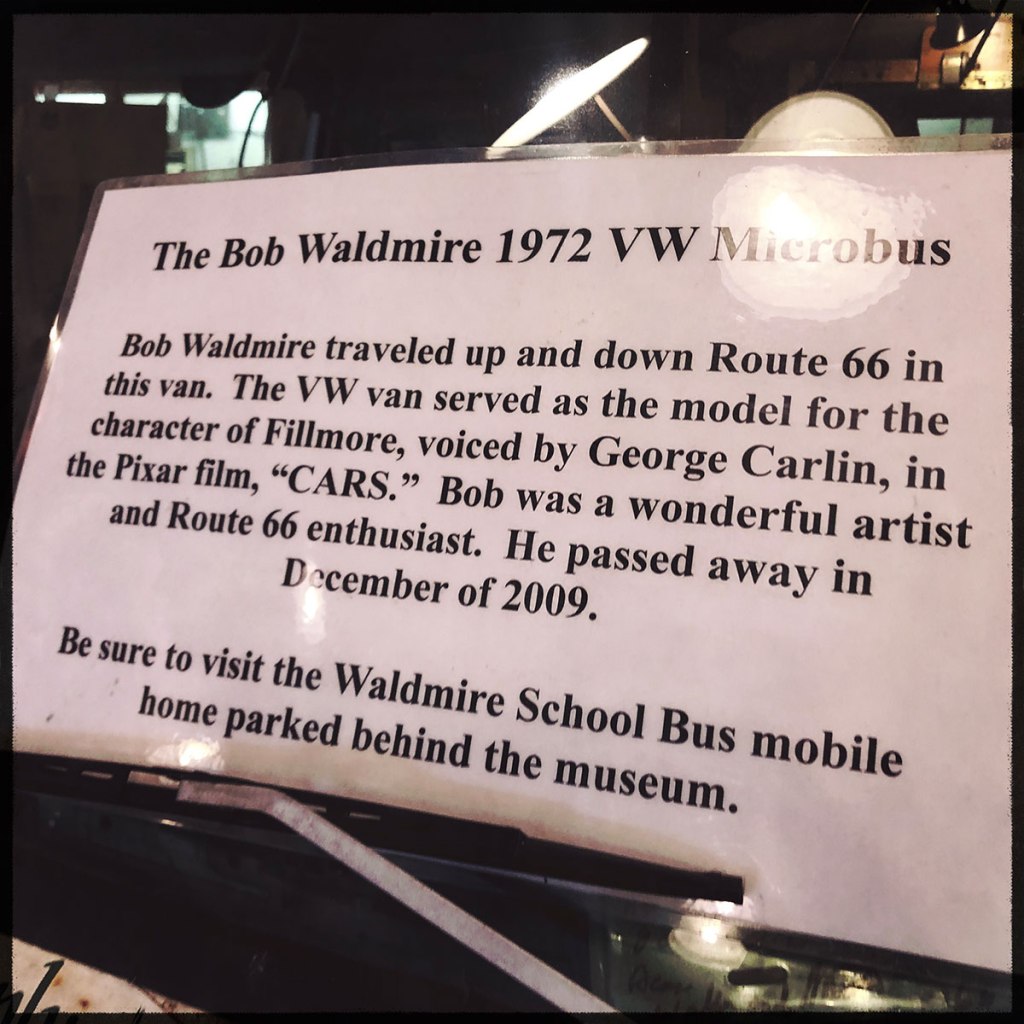 The Bob Waldmire 1972 VW Microbus
Bob Waldmire traveled up and down Route 66 in
this van. The VW van served as the model for the
character of Fillmore, voiced by George Carlin, in
the Pixar film, “CARS.” Bob was a wonderful artist
and Route 66 enthusiast. He passed away in
December of 2009.
Be sure to visit the Waldmire School Bus mobile
home parked behind the museum.